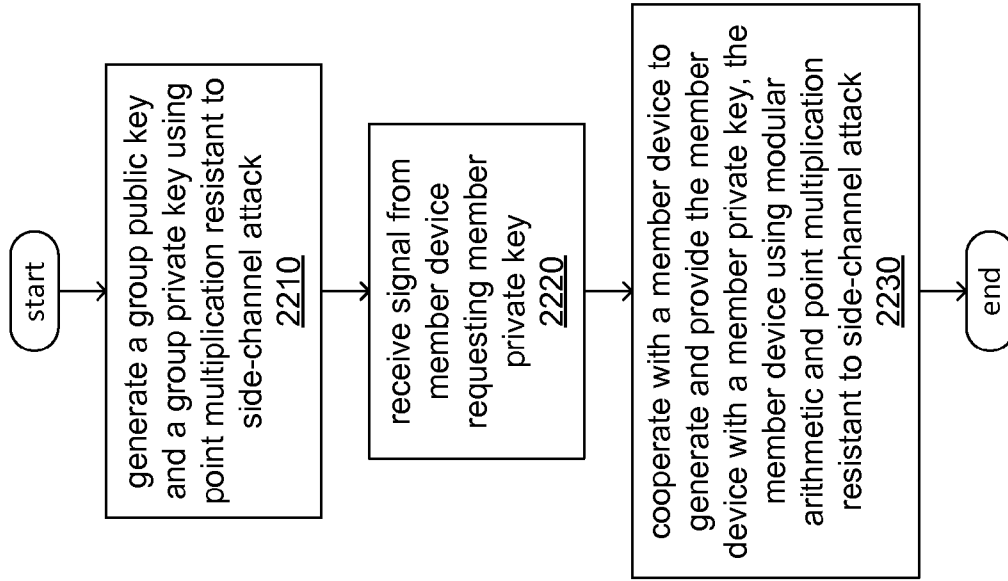 start
generate a group public key
and a group private key using
point multiplication resistant to
side-channel attack
2210
receive signal from
member device
requesting member
private key
2220
cooperate with a member device to
generate and provide the member
device with a member private key, the
member device using modular
arithmetic and point multiplication
resistant to side-channel attack
2230
end